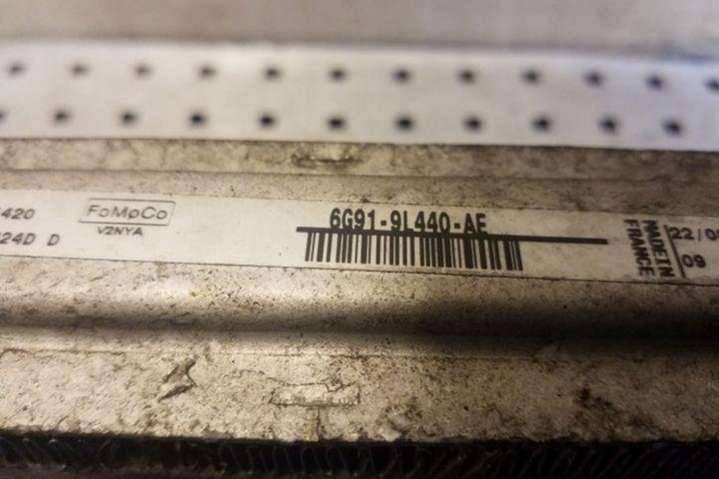 420
24D D
FoMoCo
V2NYA
6G91-9L440-AE
MADE IN
FRANCE
22/0
09